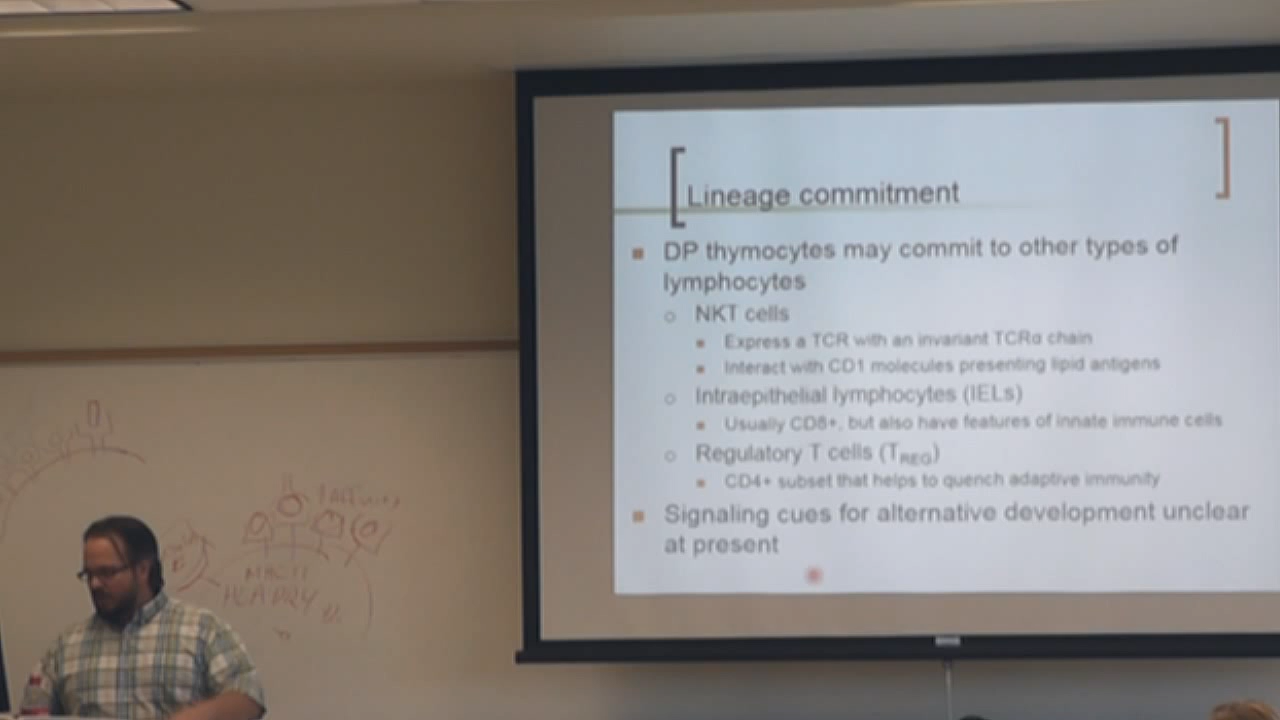 Lineage commitment
DP thymocytes may commit to other types of
lymphocytes
NKT cells
Express a TCR with an invariant TCRα chain
Interact with CD1 molecules presenting lipid antigens
Intraepithelial lymphocytes (IELs)
Usually CD8+, but also have features of innate immune cells
Regulatory T cells (TREG)
CD4+ subset that helps to quench adaptive immunity
Signaling cues for alternative development unclear
at present